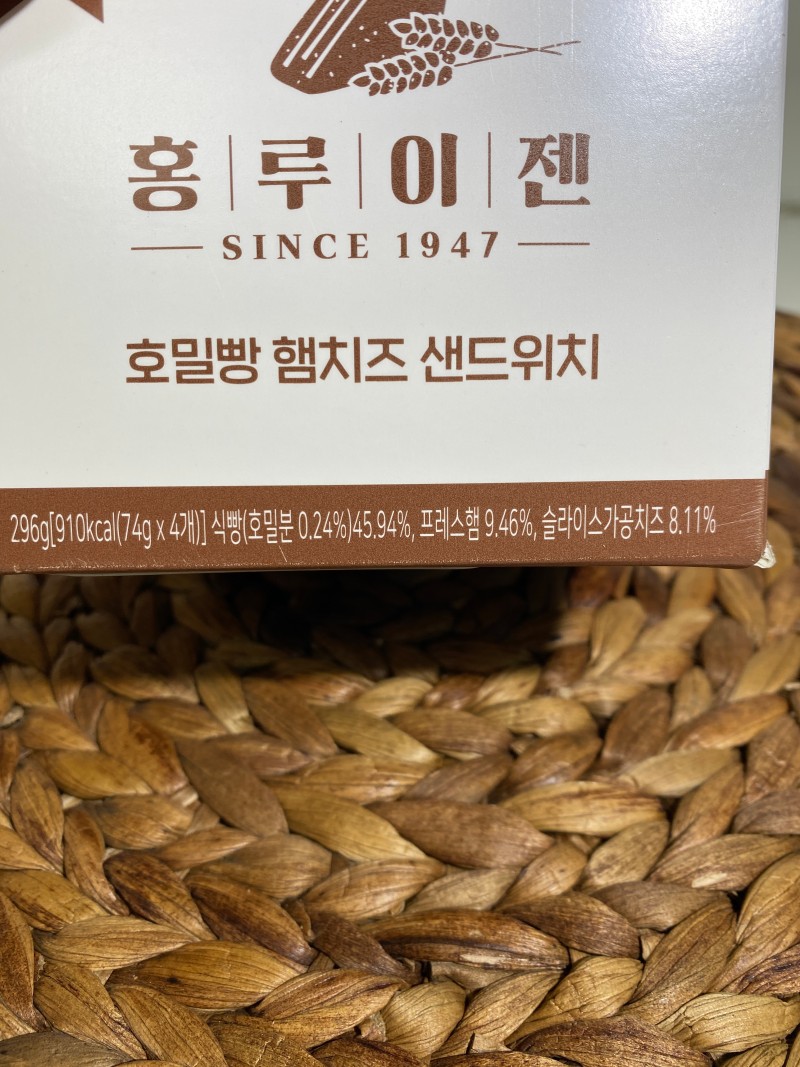 홍루이젠
SINCE 1947
호밀빵 햄치즈 샌드위치
296g[910kcal(74g x 4개)] 식빵(호밀분 0.24%)45.94%, 프레스햄 9.46%, 슬라이스가공치즈 8.11%